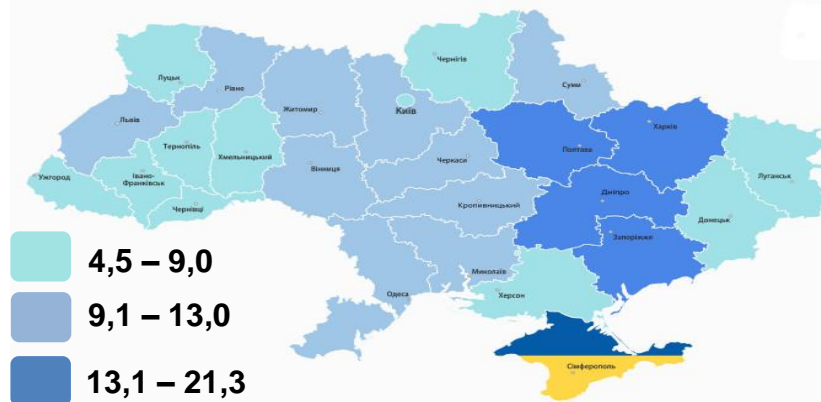 Луцьк
Рівне
Чернігів
Суми
Житомир
Київ
Львів
Тернопіль
Хмельницький
Вінниця
Черкаси
Полтава
Харків
Ужгород
Івано-
Франківськ
Чернівці
Кропивницький
Дніпро
Луганськ
Донецьк
Запоріжжя
Миколаїв
Одеса
Херсон
Сімферополь
4,5 – 9,0
9,1 – 13,0
13,1 – 21,3